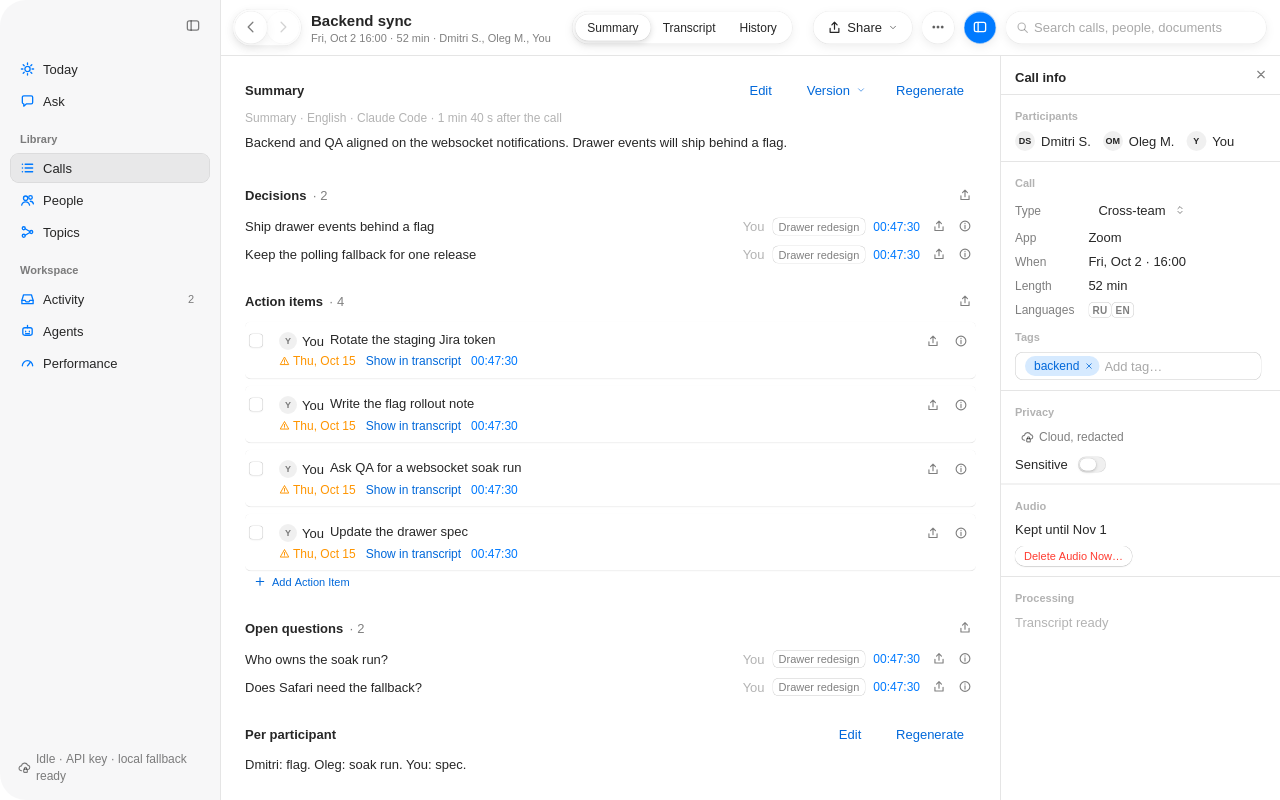 Today
Ask
Library
Calls
People
Topics
Workspace
Activity 2
Agents
Performance
Idle · API key · local fallback
ready
Backend sync
Fri, Oct 2 16:00 · 52 min · Dmitri S., Oleg M., You
Summary Transcript History
Share
Search calls, people, documents
Summary
Edit Version Regenerate
Summary · English · Claude Code · 1 min 40 s after the call
Backend and QA aligned on the websocket notifications. Drawer events will ship behind a flag.
Decisions · 2
Ship drawer events behind a flag You Drawer redesign 00:47:30
Keep the polling fallback for one release You Drawer redesign 00:47:30
Action items · 4
Y You Rotate the staging Jira token
Thu, Oct 15 Show in transcript 00:47:30
Y You Write the flag rollout note
Thu, Oct 15 Show in transcript 00:47:30
Y You Ask QA for a websocket soak run
Thu, Oct 15 Show in transcript 00:47:30
Y You Update the drawer spec
Thu, Oct 15 Show in transcript 00:47:30
Add Action Item
Open questions · 2
Who owns the soak run? You Drawer redesign 00:47:30
Does Safari need the fallback? You Drawer redesign 00:47:30
Per participant Edit Regenerate
Dmitri: flag. Oleg: soak run. You: spec.
Call info
Participants
DS Dmitri S. OM Oleg M. Y You
Call
Type Cross-team
App Zoom
When Fri, Oct 2 · 16:00
Length 52 min
Languages RU EN
Tags
backend × Add tag…
Privacy
Cloud, redacted
Sensitive
Audio
Kept until Nov 1
Delete Audio Now…
Processing
Transcript ready